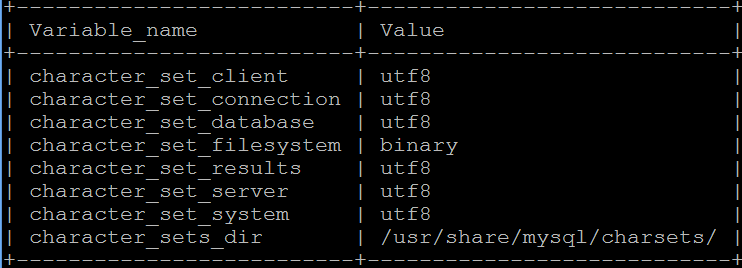 +--------------------------+----------------------------+
| Variable_name            | Value                      |
+--------------------------+----------------------------+
| character_set_client     | utf8                       |
| character_set_connection | utf8                       |
| character_set_database   | utf8                       |
| character_set_filesystem | binary                     |
| character_set_results    | utf8                       |
| character_set_server     | utf8                       |
| character_set_system     | utf8                       |
| character_sets_dir       | /usr/share/mysql/charsets/ |
+--------------------------+----------------------------+